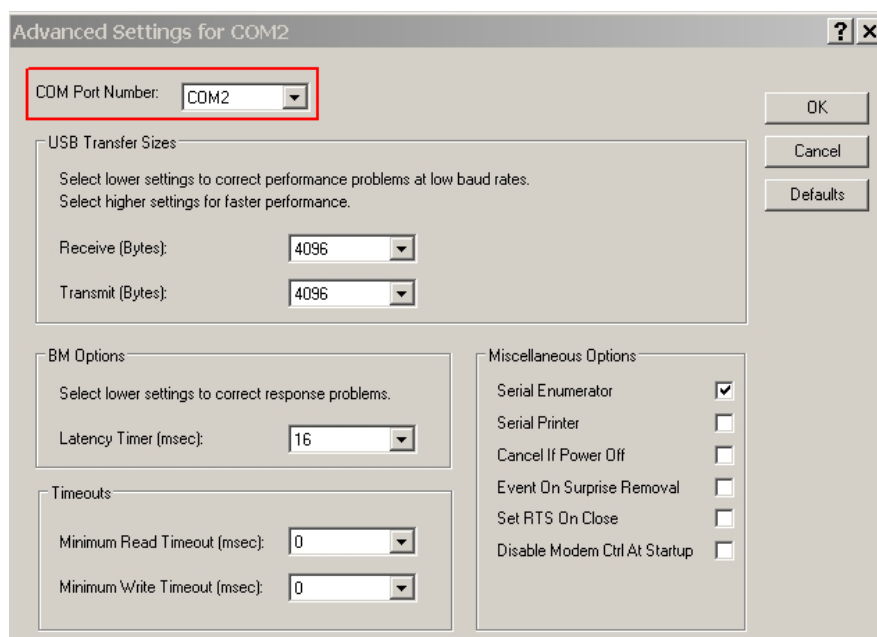 Advanced Settings for COM2
? x
COM Port Number: COM2
OK
Cancel
Defaults
USB Transfer Sizes
Select lower settings to correct performance problems at low baud rates.
Select higher settings for faster performance.
Receive (Bytes): 4096
Transmit (Bytes): 4096
BM Options
Select lower settings to correct response problems.
Latency Timer (msec): 16
Timeouts
Minimum Read Timeout (msec): 0
Minimum Write Timeout (msec): 0
Miscellaneous Options
Serial Enumerator
Serial Printer
Cancel If Power Off
Event On Surprise Removal
Set RTS On Close
Disable Modem Ctrl At Startup